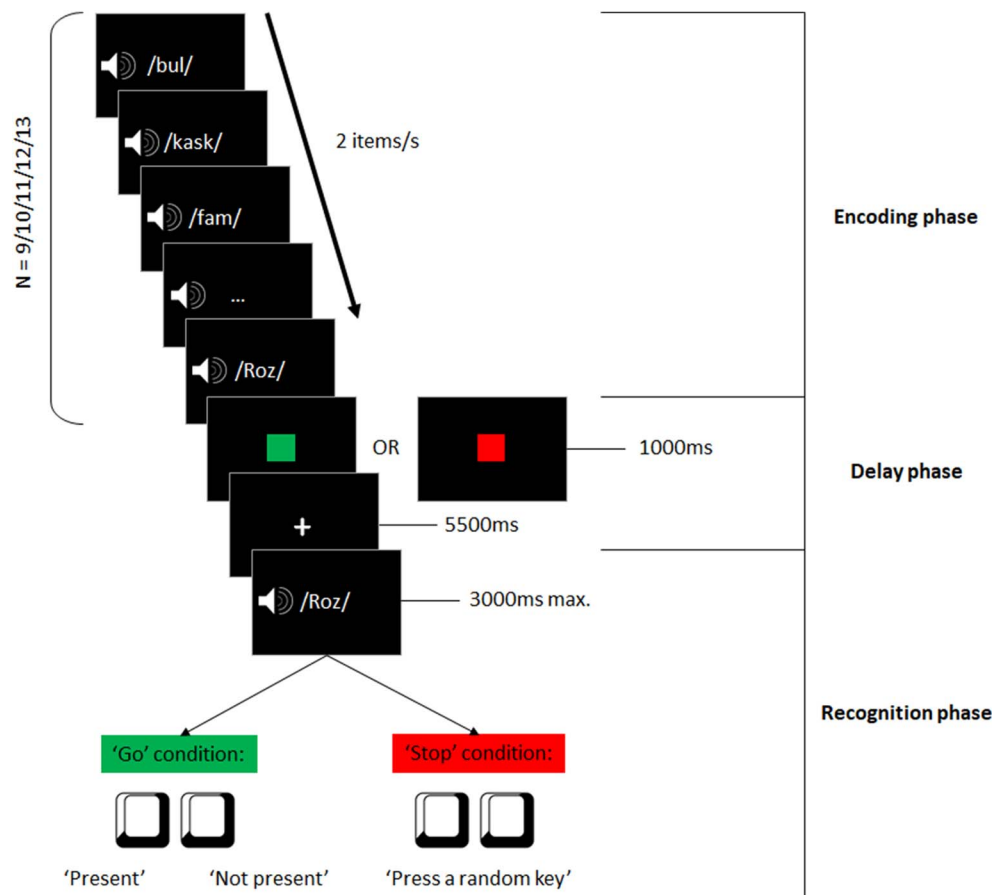 /bul/
/kask/
2 items/s
N = 9/10/11/12/13
/fam/
Encoding phase
...
/Roz/
OR
1000ms
Delay phase
+
5500ms
/Roz/
3000ms max.
Recognition phase
‘Go’ condition:
‘Stop’ condition:
‘Present’
‘Not present’
‘Press a random key’